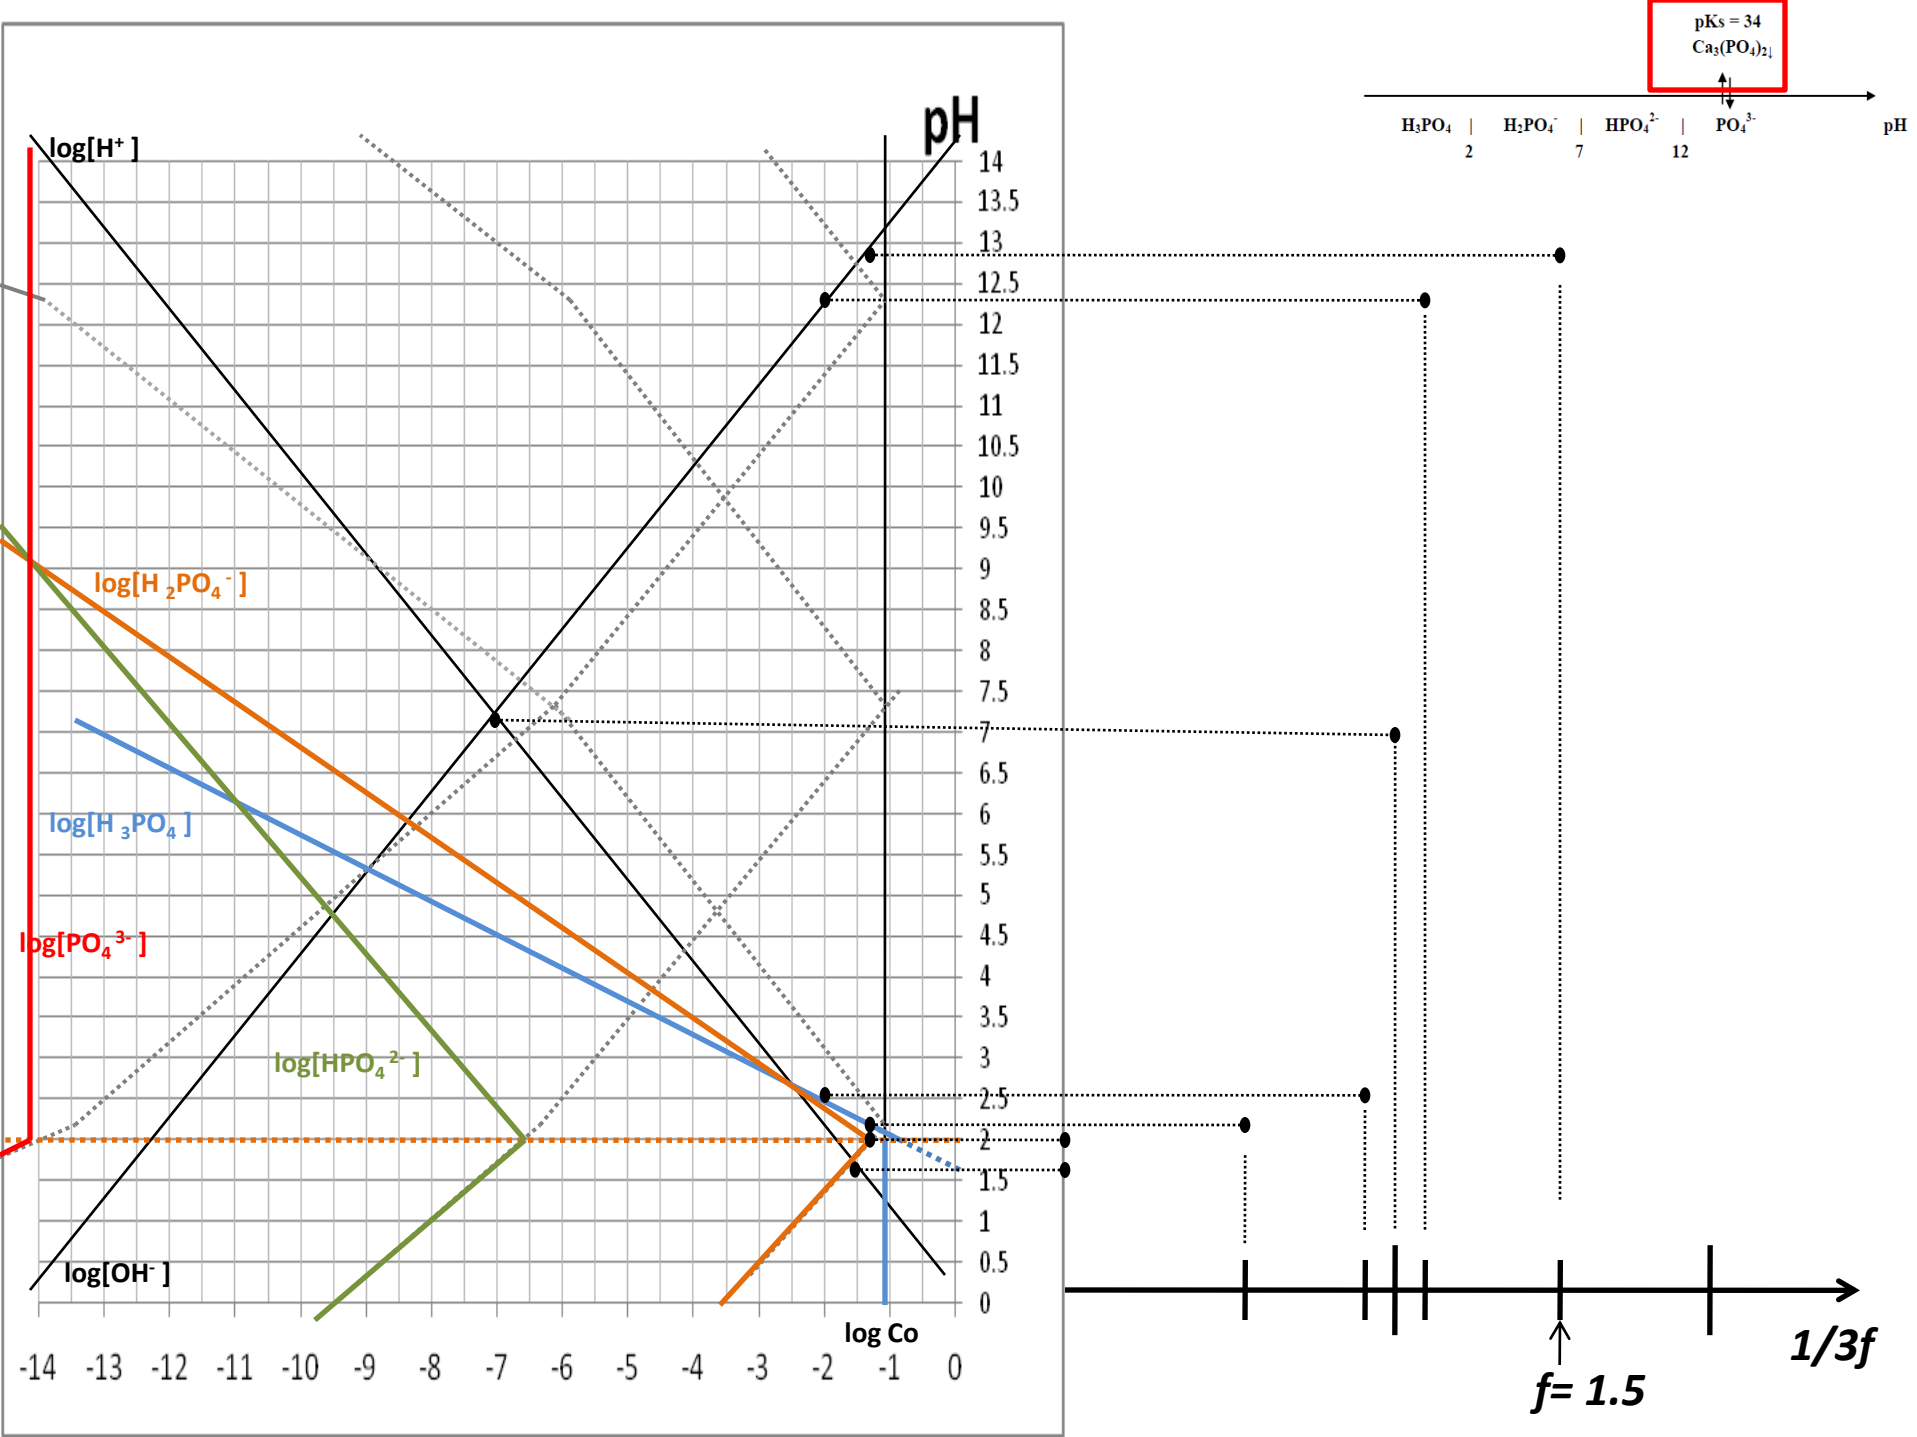 pKs = 34
Ca₃(PO₄)₂↓
H₃PO₄ | H₂PO₄⁻ | HPO₄²⁻ | PO₄³⁻ pH
2 7 12
pH
log[H⁺ ]
14
13.5
13
12.5
12
11.5
11
10.5
10
9.5
9
8.5
8
7.5
7
6.5
6
5.5
5
4.5
4
3.5
3
2.5
2
1.5
1
0.5
0
log[H ₂PO₄ ⁻ ]
log[H ₃PO₄ ]
log[PO₄ ³⁻ ]
log[HPO₄ ²⁻ ]
log[OH⁻ ]
log Co
-14 -13 -12 -11 -10 -9 -8 -7 -6 -5 -4 -3 -2 -1 0
1/3f
f= 1.5